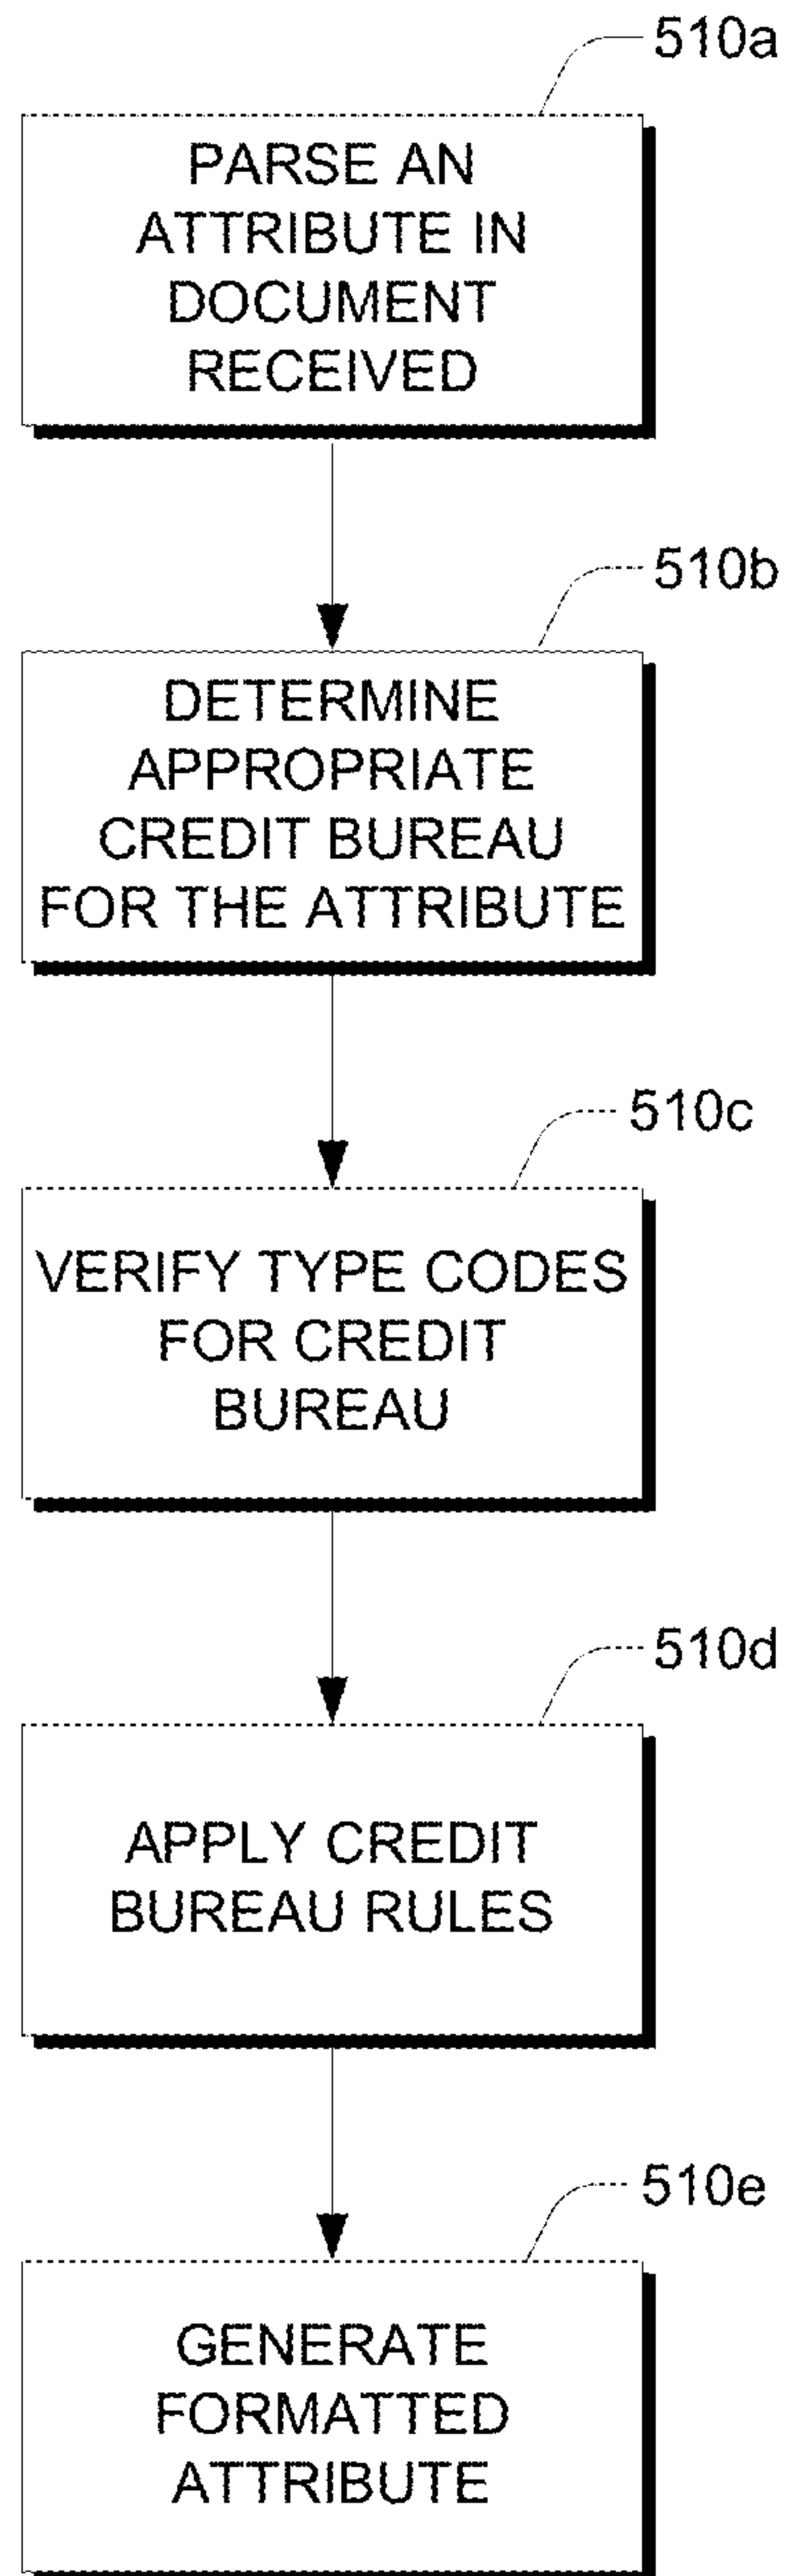 510a
PARSE AN
ATTRIBUTE IN
DOCUMENT
RECEIVED
510b
DETERMINE
APPROPRIATE
CREDIT BUREAU
FOR THE ATTRIBUTE
510c
VERIFY TYPE CODES
FOR CREDIT
BUREAU
510d
APPLY CREDIT
BUREAU RULES
510e
GENERATE
FORMATTED
ATTRIBUTE